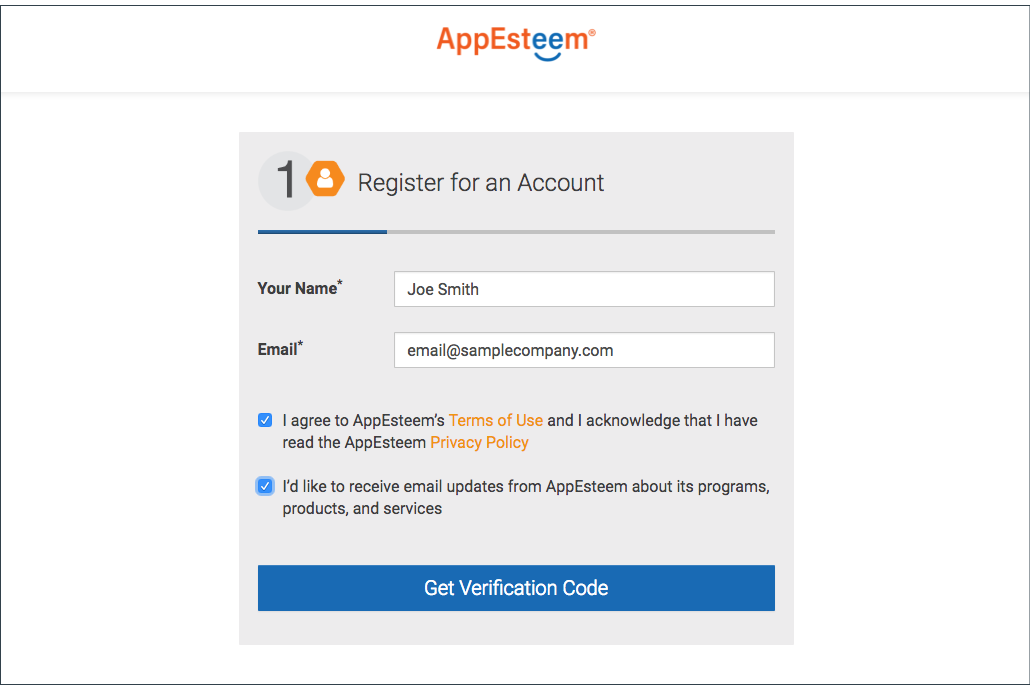 AppEsteem®
1 Register for an Account
Your Name* Joe Smith
Email* email@samplecompany.com
I agree to AppEsteem’s Terms of Use and I acknowledge that I have
read the AppEsteem Privacy Policy
I’d like to receive email updates from AppEsteem about its programs,
products, and services
Get Verification Code